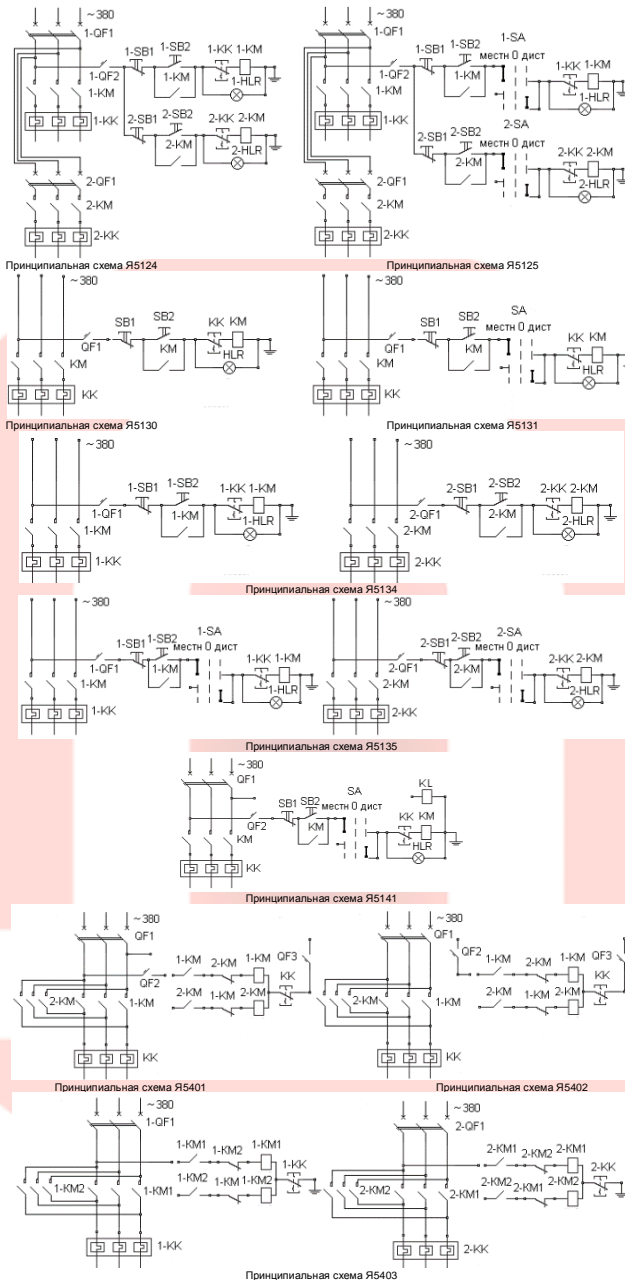 ~380
1-QF1
1-QF2
1-SB1
1-SB2
1-KM
1-KK
1-KM
1-HLR
1-KM
1-KK
2-SB1
2-SB2
2-KM
2-KK
2-KM
2-HLR
2-QF1
2-KM
2-KK
Принципиальная схема Я5124
~380
1-QF1
1-QF2
1-SB1
1-SB2
1-KM
1-SA
местн 0 дист
1-KK
1-KM
1-HLR
1-KM
1-KK
2-SB1
2-SB2
2-KM
2-SA
местн 0 дист
2-KK
2-KM
2-HLR
2-QF1
2-KM
2-KK
Принципиальная схема Я5125
~380
QF1
SB1
SB2
KM
KK
KM
HLR
KM
KK
Принципиальная схема Я5130
~380
QF1
SB1
SB2
KM
SA
местн 0 дист
KK
KM
HLR
KM
KK
Принципиальная схема Я5131
~380
1-QF1
1-SB1
1-SB2
1-KM
1-KK
1-KM
1-HLR
1-KM
1-KK
~380
2-QF1
2-SB1
2-SB2
2-KM
2-KK
2-KM
2-HLR
2-KM
2-KK
Принципиальная схема Я5134
~380
1-QF1
1-SB1
1-SB2
1-KM
1-SA
местн 0 дист
1-KK
1-KM
1-HLR
1-KM
1-KK
~380
2-QF1
2-SB1
2-SB2
2-KM
2-SA
местн 0 дист
2-KK
2-KM
2-HLR
2-KM
2-KK
Принципиальная схема Я5135
~380
QF1
QF2
SB1
SB2
KM
SA
местн 0 дист
KL
KK
KM
HLR
KM
KK
Принципиальная схема Я5141
~380
QF1
QF2
QF3
1-KM
2-KM
1-KM
KK
2-KM
1-KM
2-KM
2-KM
1-KM
KK
Принципиальная схема Я5401
~380
QF1
QF2
QF3
1-KM
2-KM
1-KM
KK
2-KM
1-KM
2-KM
2-KM
1-KM
KK
Принципиальная схема Я5402
~380
1-QF1
1-KM1
1-KM2
1-KM1
1-KK
1-KM2
1-KM
1-KM2
1-KM2
1-KM1
1-KK
~380
2-QF1
2-KM1
2-KM2
2-KM1
2-KK
2-KM2
2-KM1
2-KM2
2-KM2
2-KM1
2-KK
Принципиальная схема Я5403